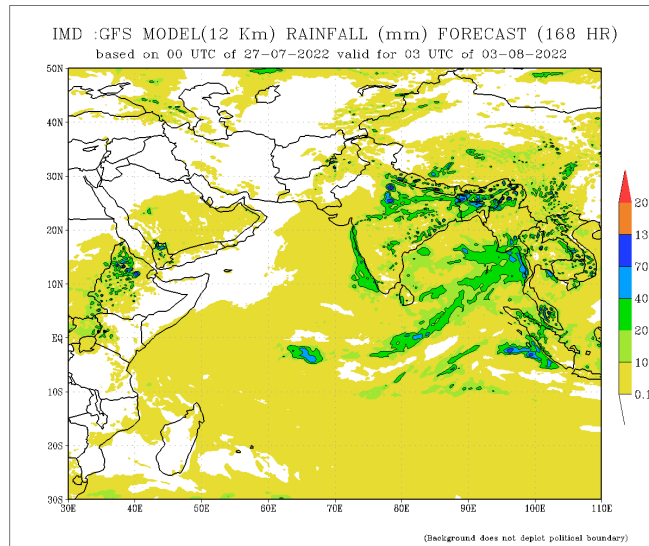 IMD :GFS MODEL(12 Km) RAINFALL (mm) FORECAST (168 HR)
based on 00 UTC of 27-07-2022 valid for 03 UTC of 03-08-2022
50N
40N
30N
20N
10N
EQ
10S
20S
30S
30E 40E 50E 60E 70E 80E 90E 100E 110E
20
13
70
40
20
10
0.1
(Background does not depict political boundary)